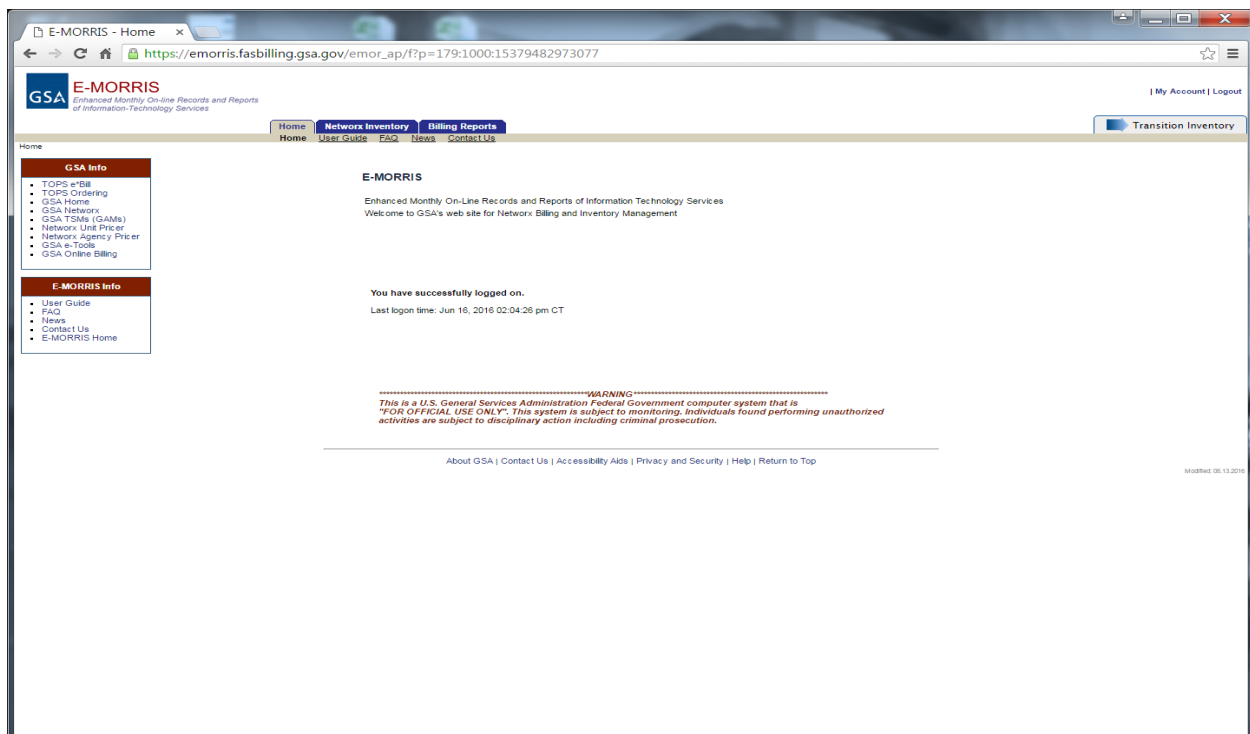 E-MORRIS - Home
https://emorris.fasbilling.gsa.gov/emor_ap/f?p=179:1000:15379482973077
GSA
E-MORRIS
Enhanced Monthly On-line Records and Reports
of Information-Technology Services
| My Account | Logout
Home Networx Inventory Billing Reports
Transition Inventory
Home User Guide FAQ News Contact Us
Home
GSA Info
TOPS e*Bill
TOPS Ordering
GSA Home
GSA Networx
GSA TSMs (GAMs)
Networx Unit Pricer
Networx Agency Pricer
GSA e-Tools
GSA Online Billing
E-MORRIS Info
User Guide
FAQ
News
Contact Us
E-MORRIS Home
E-MORRIS
Enhanced Monthly On-Line Records and Reports of Information Technology Services
Welcome to GSA's web site for Networx Billing and Inventory Management
You have successfully logged on.
Last logon time: Jun 16, 2016 02:04:26 pm CT
************************************************************WARNING********************************************************
This is a U.S. General Services Administration Federal Government computer system that is
"FOR OFFICIAL USE ONLY". This system is subject to monitoring. Individuals found performing unauthorized
activities are subject to disciplinary action including criminal prosecution.
About GSA | Contact Us | Accessibility Aids | Privacy and Security | Help | Return to Top
Modified: 06.13.2016